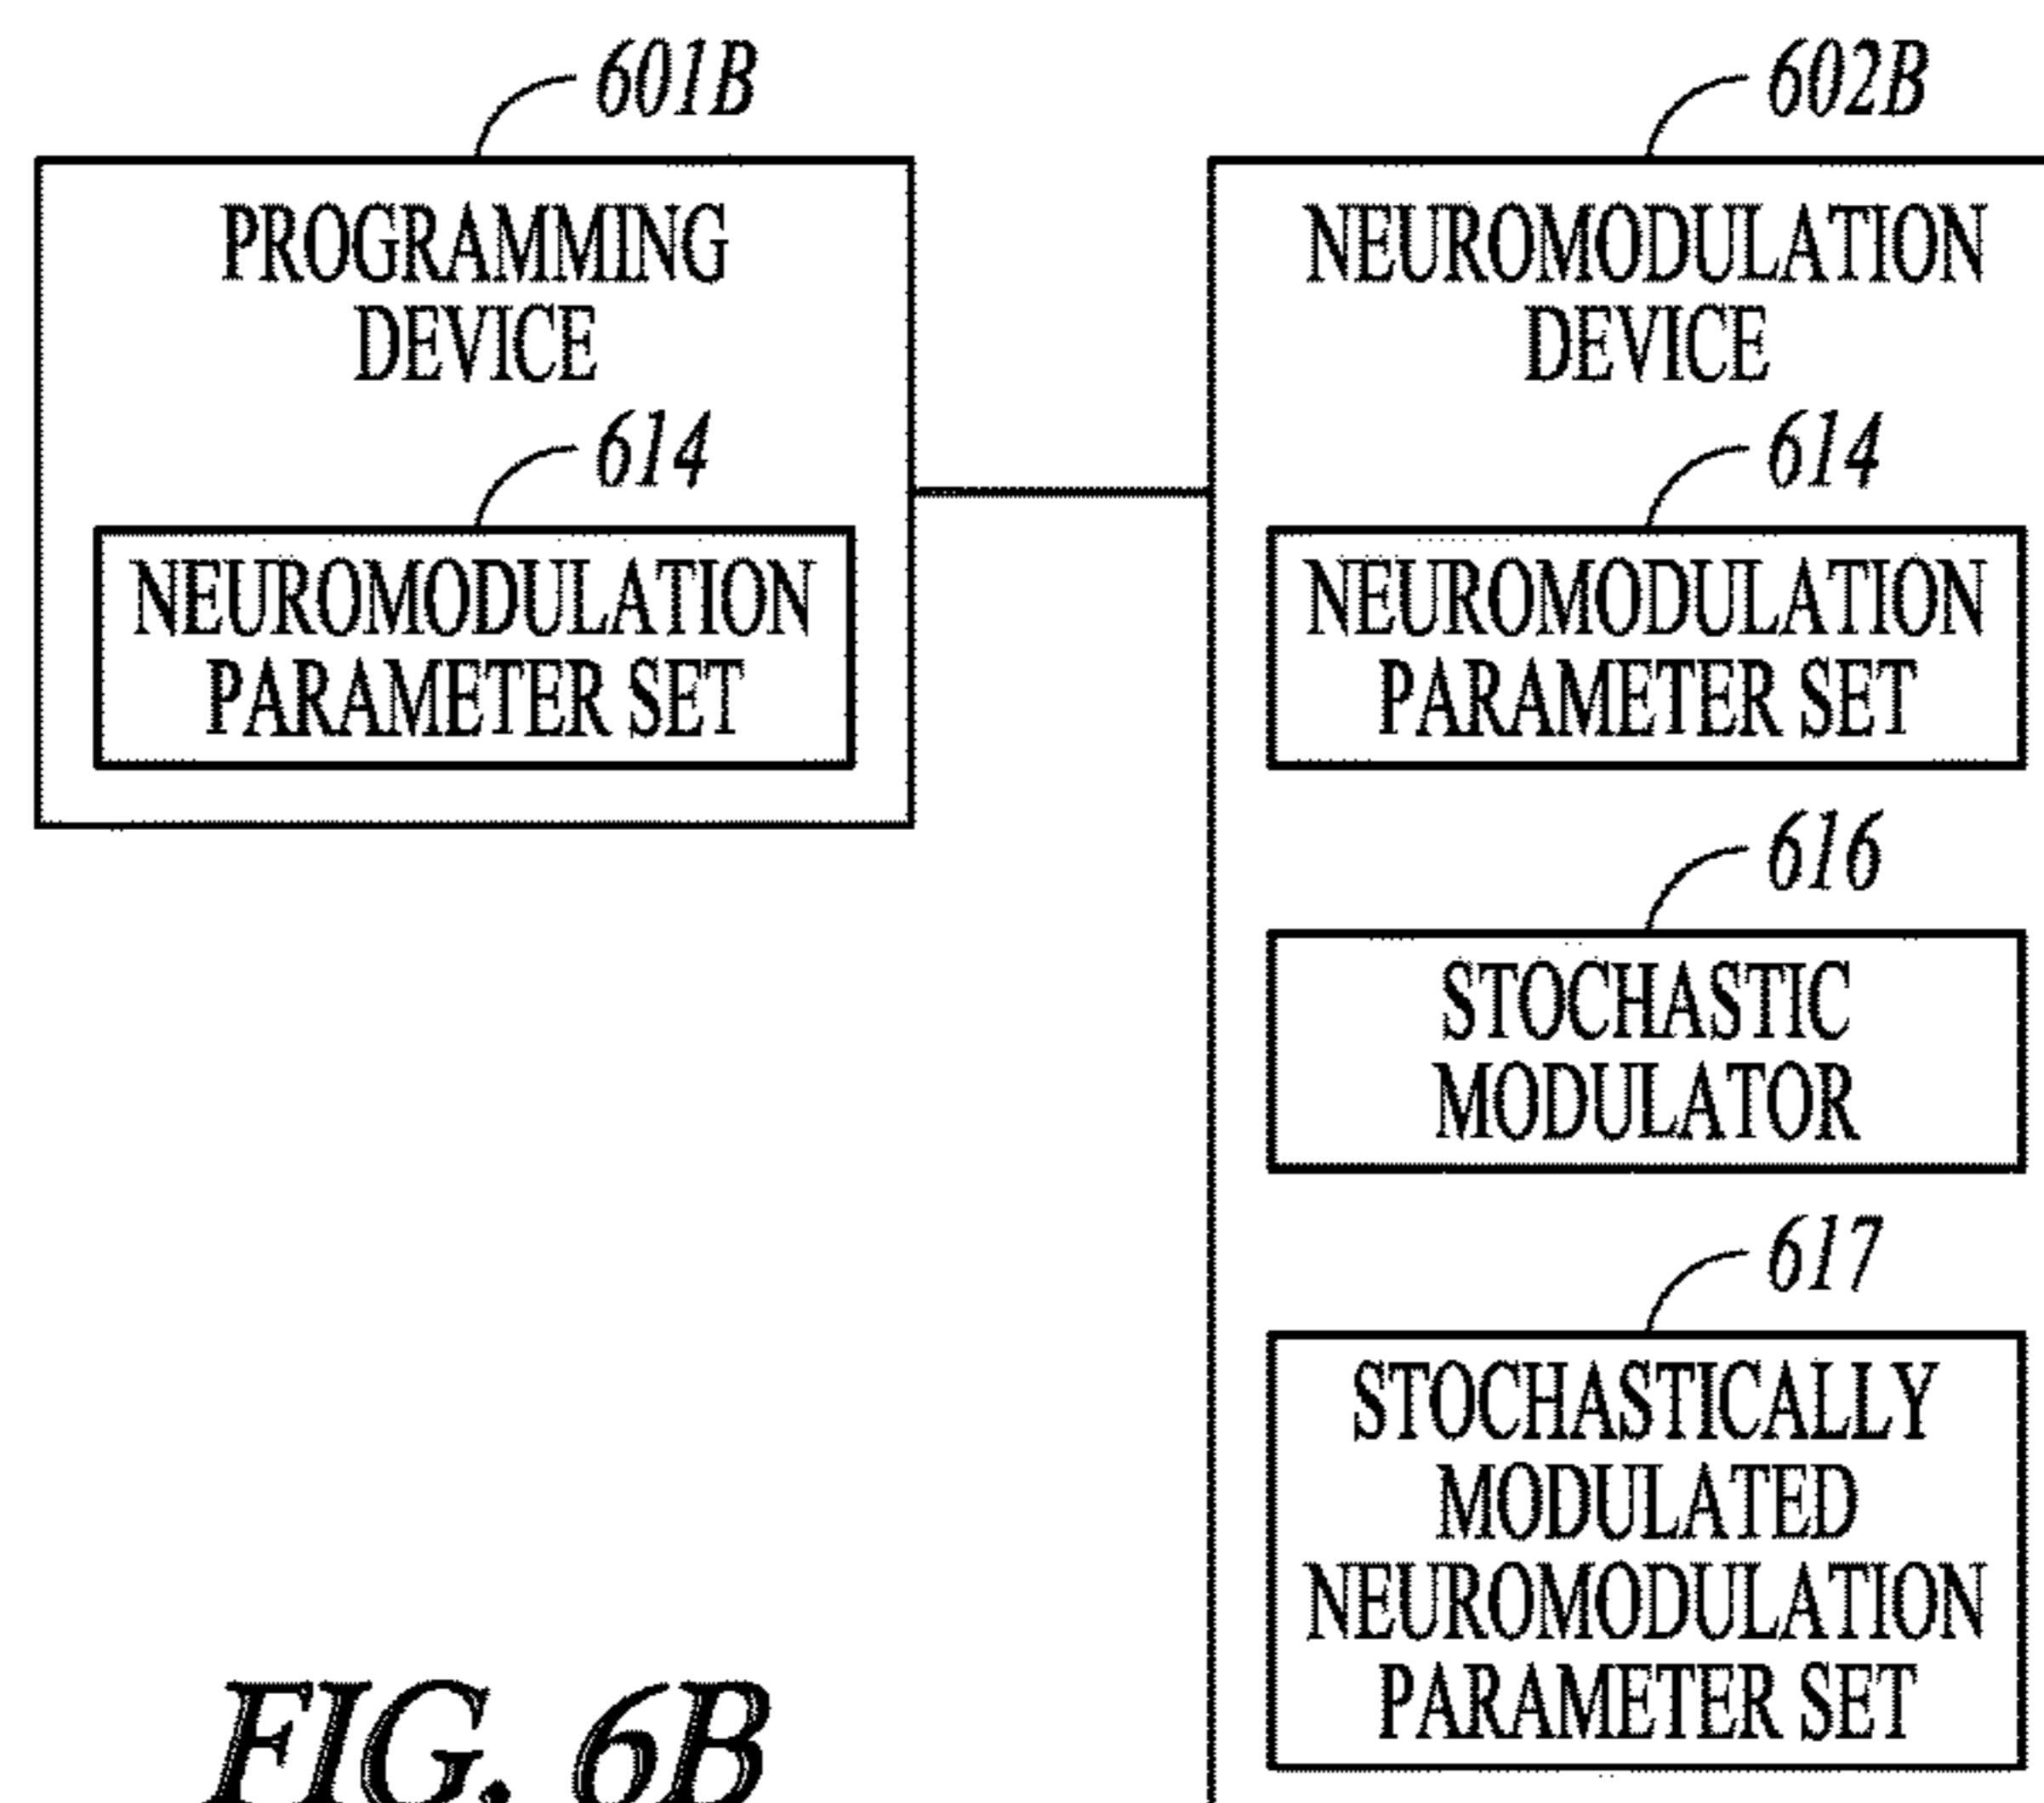 601B
PROGRAMMING
DEVICE
614
NEUROMODULATION
PARAMETER SET
602B
NEUROMODULATION
DEVICE
614
NEUROMODULATION
PARAMETER SET
616
STOCHASTIC
MODULATOR
617
STOCHASTICALLY
MODULATED
NEUROMODULATION
PARAMETER SET
FIG. 6B